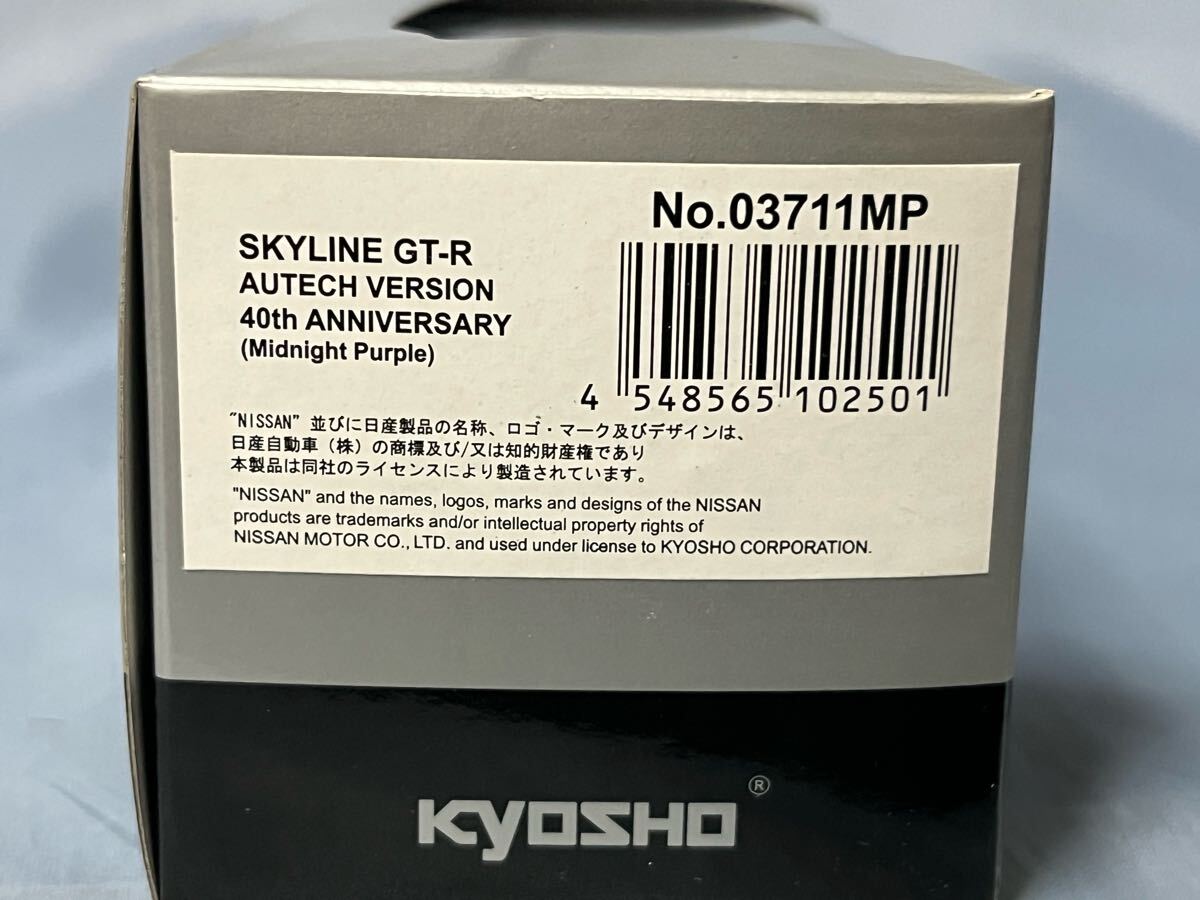 No.03711MP
SKYLINE GT-R
AUTECH VERSION
40th ANNIVERSARY
(Midnight Purple)
4 548565 102501
"NISSAN" 並びに日産製品の名称、ロゴ・マーク及びデザインは、
日産自動車（株）の商標及び/又は知的財産権であり
本製品は同社のライセンスにより製造されています。
"NISSAN" and the names, logos, marks and designs of the NISSAN
products are trademarks and/or intellectual property rights of
NISSAN MOTOR CO., LTD. and used under license to KYOSHO CORPORATION.
KYOSHO®